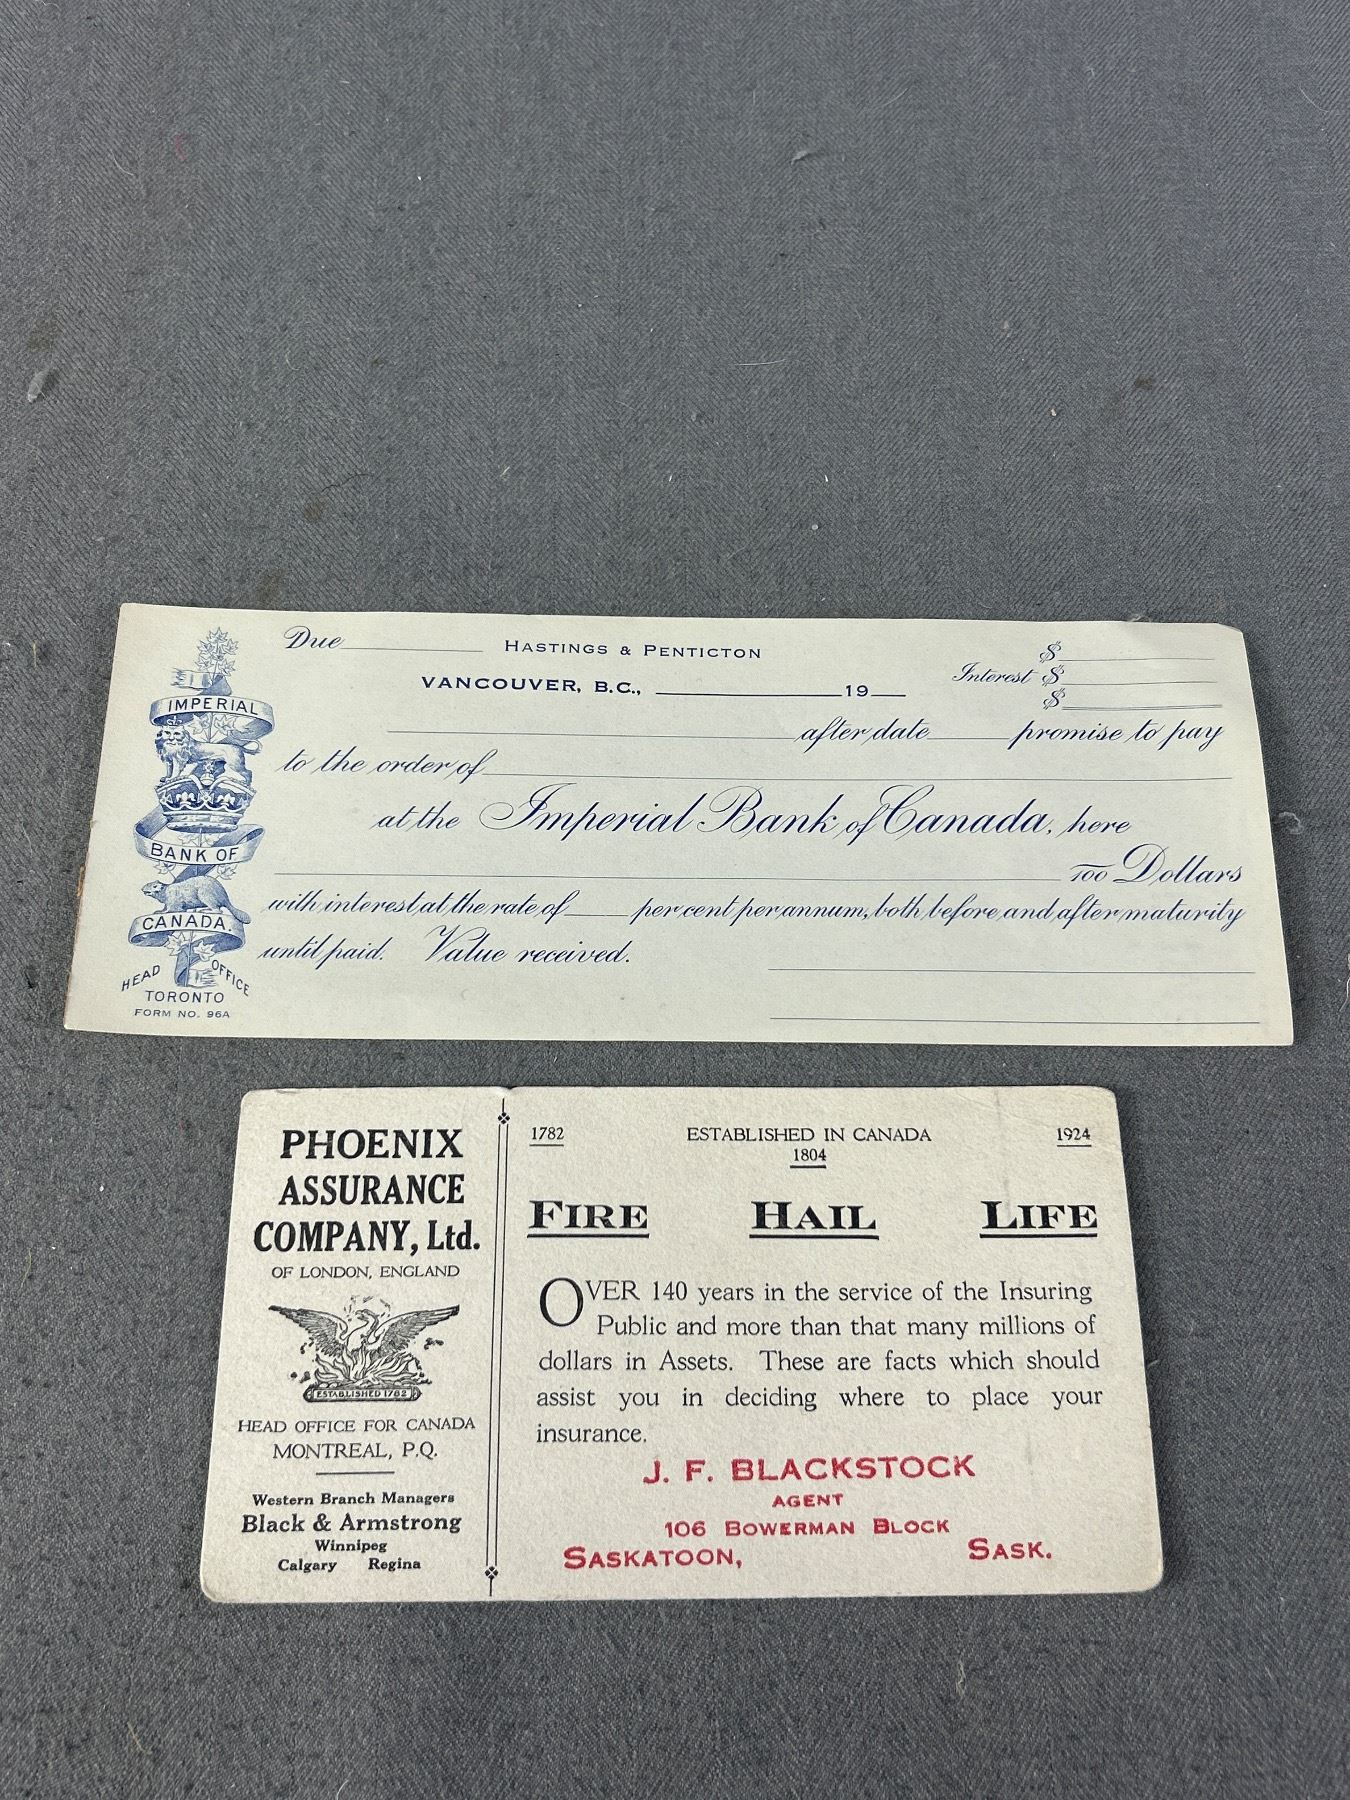 Due HASTINGS & PENTICTON $
VANCOUVER, B.C., 19 Interest $
$
after date promise to pay
to the order of
at the Imperial Bank of Canada, here
100 Dollars
with interest at the rate of per cent per annum, both before and after maturity
until paid. Value received.
IMPERIAL
BANK OF
CANADA.
HEAD OFFICE
TORONTO
FORM NO. 96A
PHOENIX
ASSURANCE
COMPANY, Ltd.
OF LONDON, ENGLAND
ESTABLISHED 1782
HEAD OFFICE FOR CANADA
MONTREAL, P.Q.
Western Branch Managers
Black & Armstrong
Winnipeg
Calgary Regina
1782 ESTABLISHED IN CANADA 1924
1804
FIRE HAIL LIFE
OVER 140 years in the service of the Insuring
Public and more than that many millions of
dollars in Assets. These are facts which should
assist you in deciding where to place your
insurance.
J. F. BLACKSTOCK
AGENT
106 BOWERMAN BLOCK
SASKATOON, SASK.